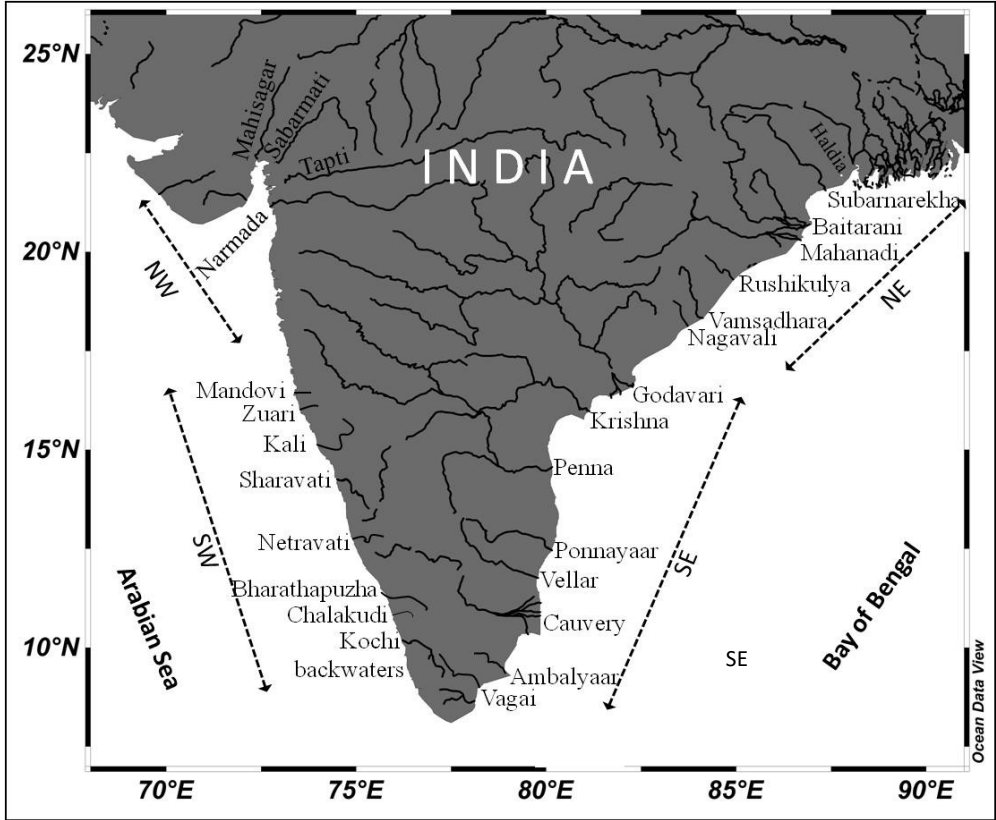 25°N
20°N
15°N
10°N
70°E
75°E
80°E
85°E
90°E
INDIA
Mahisagar
Sabarmati
Tapti
Narmada
NW
Mandovi
Zuari
Kali
Sharavati
Netravati
Bharathapuzha
Chalakudi
Kochi
backwaters
SW
Arabian Sea
Haldia
Subarnarekha
Baitarani
Mahanadi
Rushikulya
Vamsadhara
Nagavali
NE
Godavari
Krishna
Penna
Ponnayaar
Vellar
Cauvery
Ambalyaar
Vagai
SE
SE
Bay of Bengal
Ocean Data View